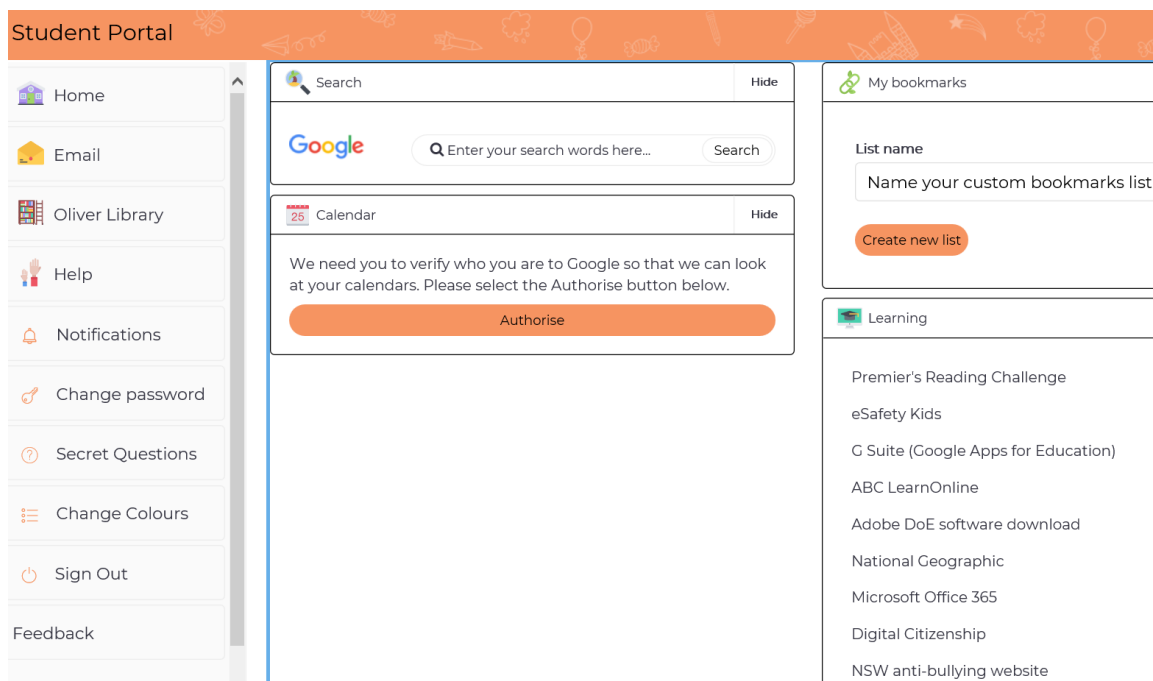 Student Portal
Home
Email
Oliver Library
Help
Notifications
Change password
Secret Questions
Change Colours
Sign Out
Feedback
Search
Hide
Google
Enter your search words here...
Search
25
Calendar
Hide
We need you to verify who you are to Google so that we can look
at your calendars. Please select the Authorise button below.
Authorise
My bookmarks
List name
Name your custom bookmarks list
Create new list
Learning
Premier's Reading Challenge
eSafety Kids
G Suite (Google Apps for Education)
ABC LearnOnline
Adobe DoE software download
National Geographic
Microsoft Office 365
Digital Citizenship
NSW anti-bullying website